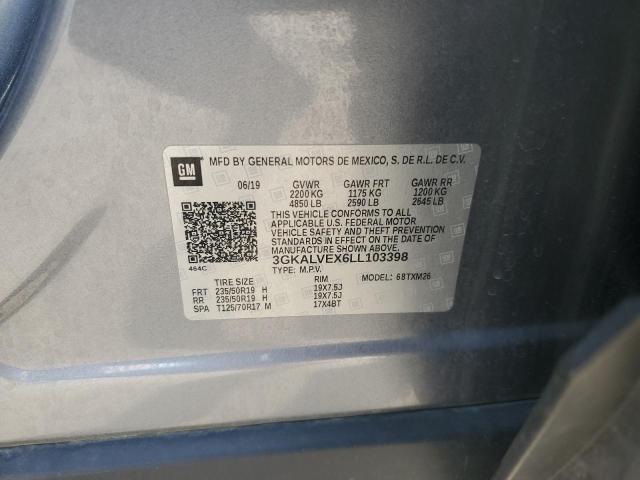 GM MFD BY GENERAL MOTORS DE MEXICO, S. DE R.L. DE C.V.
06/19 GVWR GAWR FRT GAWR RR
2200 KG 1175 KG 1200 KG
4850 LB 2590 LB 2645 LB
THIS VEHICLE CONFORMS TO ALL
APPLICABLE U.S. FEDERAL MOTOR
VEHICLE SAFETY AND THEFT
PREVENTION STANDARDS IN
EFFECT ON THE DATE OF
MANUFACTURE SHOWN ABOVE.
3GKALVEX6LL103398
464C TYPE: M.P.V. MODEL: 68TXM26
TIRE SIZE RIM
FRT 235/50R19 H 19X7.5J
RR 235/50R19 H 19X7.5J
SPA T125/70R17 M 17X4BT